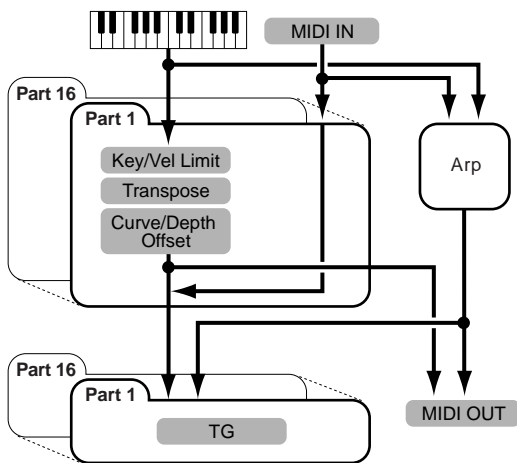 MIDI IN
Part 16
Part 1
Key/Vel Limit
Transpose
Curve/Depth
Offset
Arp
Part 16
Part 1
TG
MIDI OUT